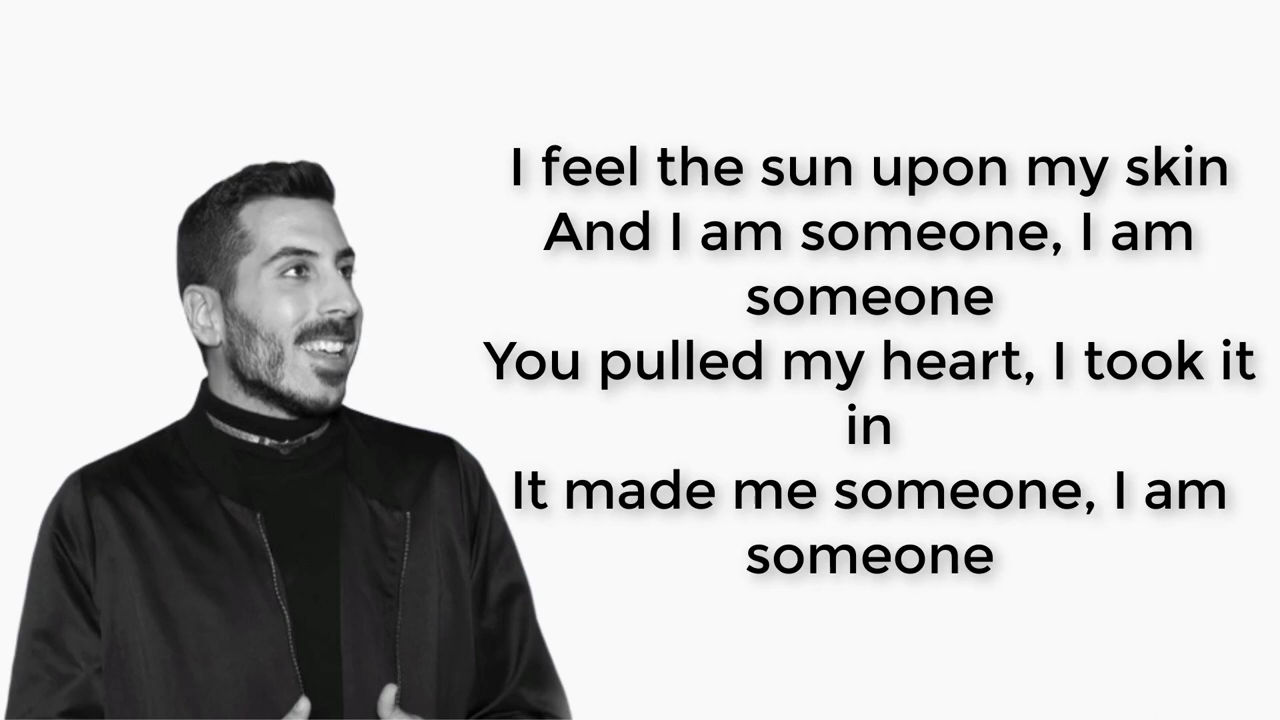 I feel the sun upon my skin
And I am someone, I am
someone
You pulled my heart, I took it
in
It made me someone, I am
someone